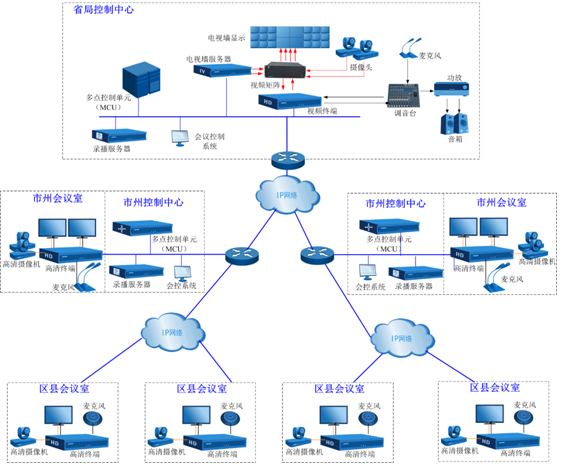 省局控制中心
电视墙显示
电视墙服务器
TV
摄像头
麦克风
视频矩阵
功放
多点控制单元
（MCU）
HD
视频终端
调音台
音箱
录播服务器
会议控制
系统
IP网络
市州会议室
市州控制中心
多点控制单元
（MCU）
HD
高清摄像机
高清终端
麦克风
录播服务器
会控系统
市州控制中心
市州会议室
多点控制单元
（MCU）
HD
高清终端
高清摄像机
会控系统
录播服务器
麦克风
IP网络
IP网络
区县会议室
麦克风
HD
高清摄像机
高清终端
区县会议室
麦克风
HD
高清摄像机
高清终端
区县会议室
麦克风
HD
高清摄像机
高清终端
区县会议室
麦克风
HD
高清摄像机
高清终端